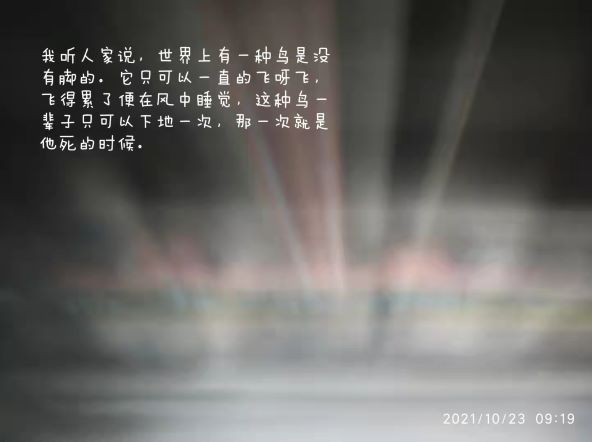 我听人家说，世界上有一种鸟是没
有脚的。它只可以一直的飞呀飞，
飞得累了便在风中睡觉，这种鸟一
辈子只可以下地一次，那一次就是
他死的时候。
2021/10/23 09:19